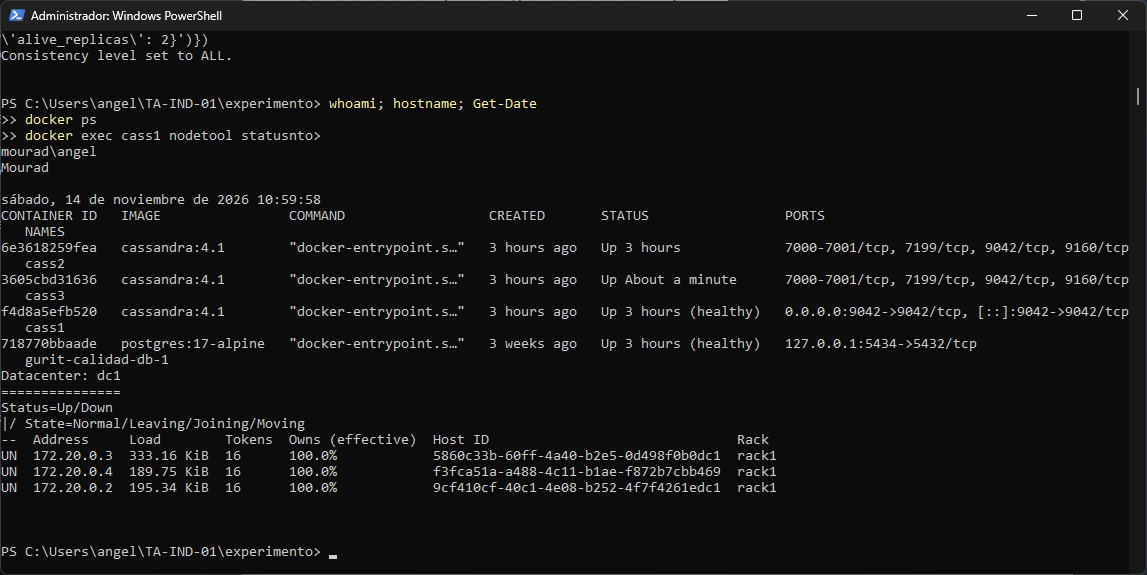 Administrador: Windows PowerShell
\'alive_replicas\': 2}')})
Consistency level set to ALL.
PS C:\Users\angel\TA-IND-01\experimento> whoami; hostname; Get-Date
>> docker ps
>> docker exec cass1 nodetool statusnto>
mourad\angel
Mourad
sábado, 14 de noviembre de 2026 10:59:58
CONTAINER ID   IMAGE                COMMAND                  CREATED       STATUS                 PORTS
   NAMES
6e3618259fea   cassandra:4.1        "docker-entrypoint.s…"   3 hours ago   Up 3 hours             7000-7001/tcp, 7199/tcp, 9042/tcp, 9160/tcp
   cass2
3605cbd31636   cassandra:4.1        "docker-entrypoint.s…"   3 hours ago   Up About a minute      7000-7001/tcp, 7199/tcp, 9042/tcp, 9160/tcp
   cass3
f4d8a5efb520   cassandra:4.1        "docker-entrypoint.s…"   3 hours ago   Up 3 hours (healthy)   0.0.0.0:9042->9042/tcp, [::]:9042->9042/tcp
   cass1
718770bbaade   postgres:17-alpine   "docker-entrypoint.s…"   3 weeks ago   Up 3 hours (healthy)   127.0.0.1:5434->5432/tcp
   gurit-calidad-db-1
Datacenter: dc1
===============
Status=Up/Down
|/ State=Normal/Leaving/Joining/Moving
--  Address     Load        Tokens  Owns (effective)  Host ID                               Rack
UN  172.20.0.3  333.16 KiB  16      100.0%            5860c33b-60ff-4a40-b2e5-0d498f0b0dc1  rack1
UN  172.20.0.4  189.75 KiB  16      100.0%            f3fca51a-a488-4c11-b1ae-f872b7cbb469  rack1
UN  172.20.0.2  195.34 KiB  16      100.0%            9cf410cf-40c1-4e08-b252-4f7f4261edc1  rack1
PS C:\Users\angel\TA-IND-01\experimento>